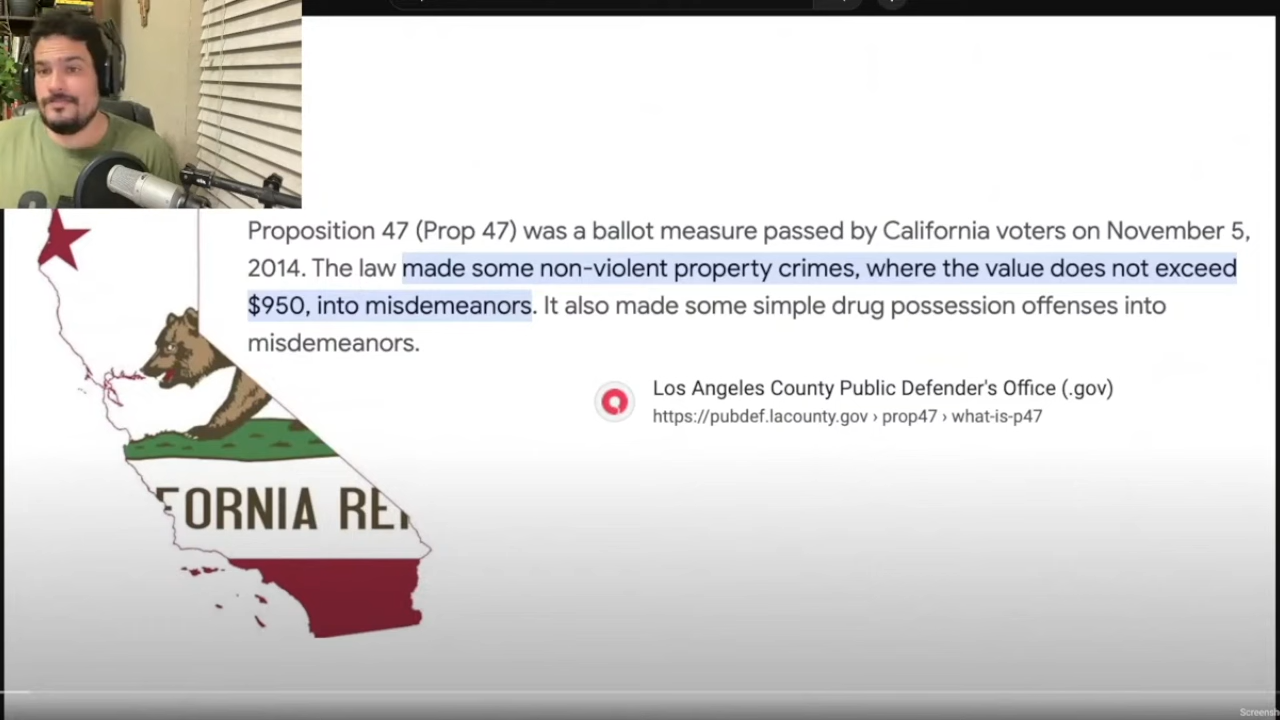 Proposition 47 (Prop 47) was a ballot measure passed by California voters on November 5,
2014. The law made some non-violent property crimes, where the value does not exceed
$950, into misdemeanors. It also made some simple drug possession offenses into
misdemeanors.
Los Angeles County Public Defender's Office (.gov)
https://pubdef.lacounty.gov › prop47 › what-is-p47
FORNIA RE
Screensh